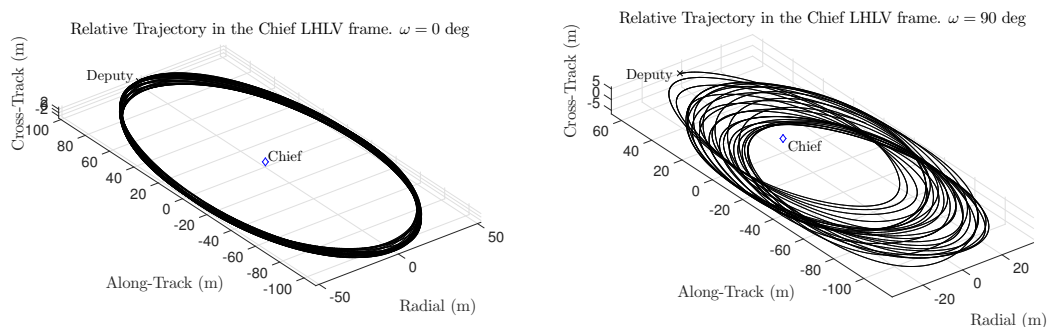 Relative Trajectory in the Chief LHLV frame. ω = 0 deg
Deputy
Chief
Cross-Track (m)
100
80
60
40
20
0
-20
-40
-60
-80
-100
Along-Track (m)
-50
0
50
Radial (m)
Relative Trajectory in the Chief LHLV frame. ω = 90 deg
Deputy
Chief
Cross-Track (m)
5
0
-5
60
40
20
0
-20
-40
-60
-80
-100
Along-Track (m)
-20
0
20
Radial (m)